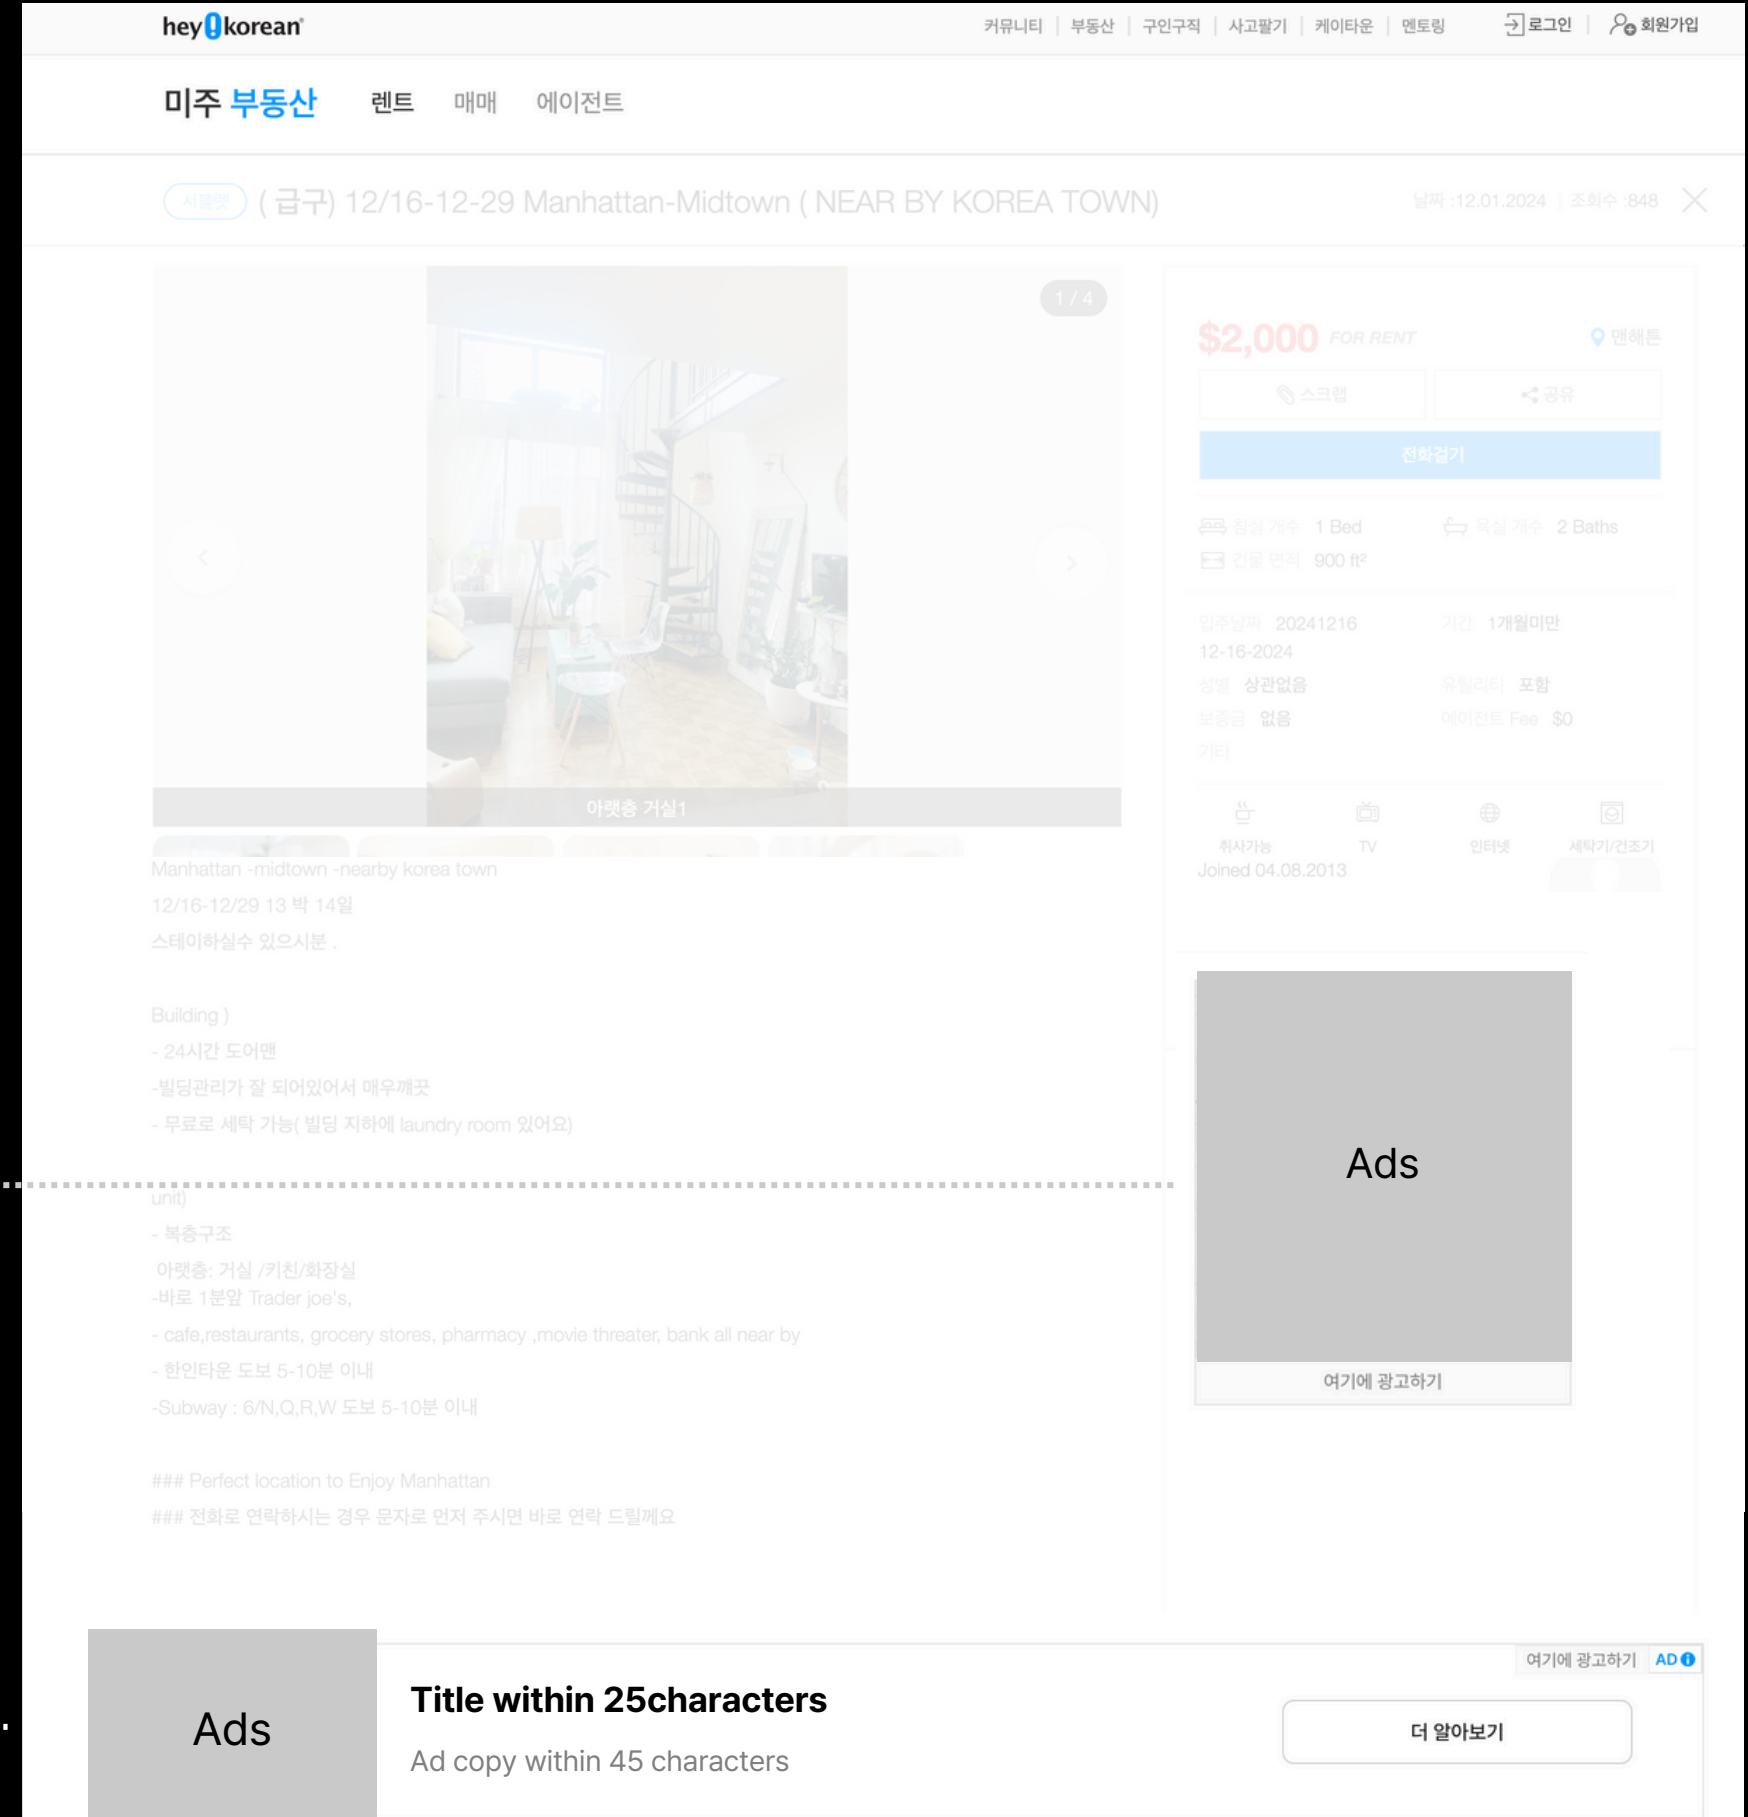 hey!korean
커뮤니티 부동산 구인구직 사고팔기 케이타운 멘토링 로그인 회원가입
미주 부동산 렌트 매매 에이전트
서블렛 ( 급구) 12/16-12-29 Manhattan-Midtown ( NEAR BY KOREA TOWN) 날짜 :12.01.2024 조회수 :848
1 / 4
아랫층 거실1
$2,000 FOR RENT 맨해튼
스크랩 공유
전화걸기
침실 개수 1 Bed 욕실 개수 2 Baths
건물 면적 900 ft²
입주날짜 20241216 기간 1개월미만
12-16-2024
성별 상관없음 유틸리티 포함
보증금 없음 에이전트 Fee $0
기타
취사가능 TV 인터넷 세탁기/건조기
Joined 04.08.2013
Manhattan -midtown -nearby korea town
12/16-12/29 13 박 14일
스테이하실수 있으시분 .
Building )
- 24시간 도어맨
-빌딩관리가 잘 되어있어서 매우깨끗
- 무료로 세탁 가능( 빌딩 지하에 laundry room 있어요)
unit)
- 복층구조
아랫층: 거실 /키친/화장실
-바로 1분앞 Trader joe's,
- cafe,restaurants, grocery stores, pharmacy ,movie threater, bank all near by
- 한인타운 도보 5-10분 이내
-Subway : 6/N,Q,R,W 도보 5-10분 이내
### Perfect location to Enjoy Manhattan
### 전화로 연락하시는 경우 문자로 먼저 주시면 바로 연락 드릴께요
Ads
여기에 광고하기
Ads
Title within 25characters
Ad copy within 45 characters
여기에 광고하기 AD
더 알아보기